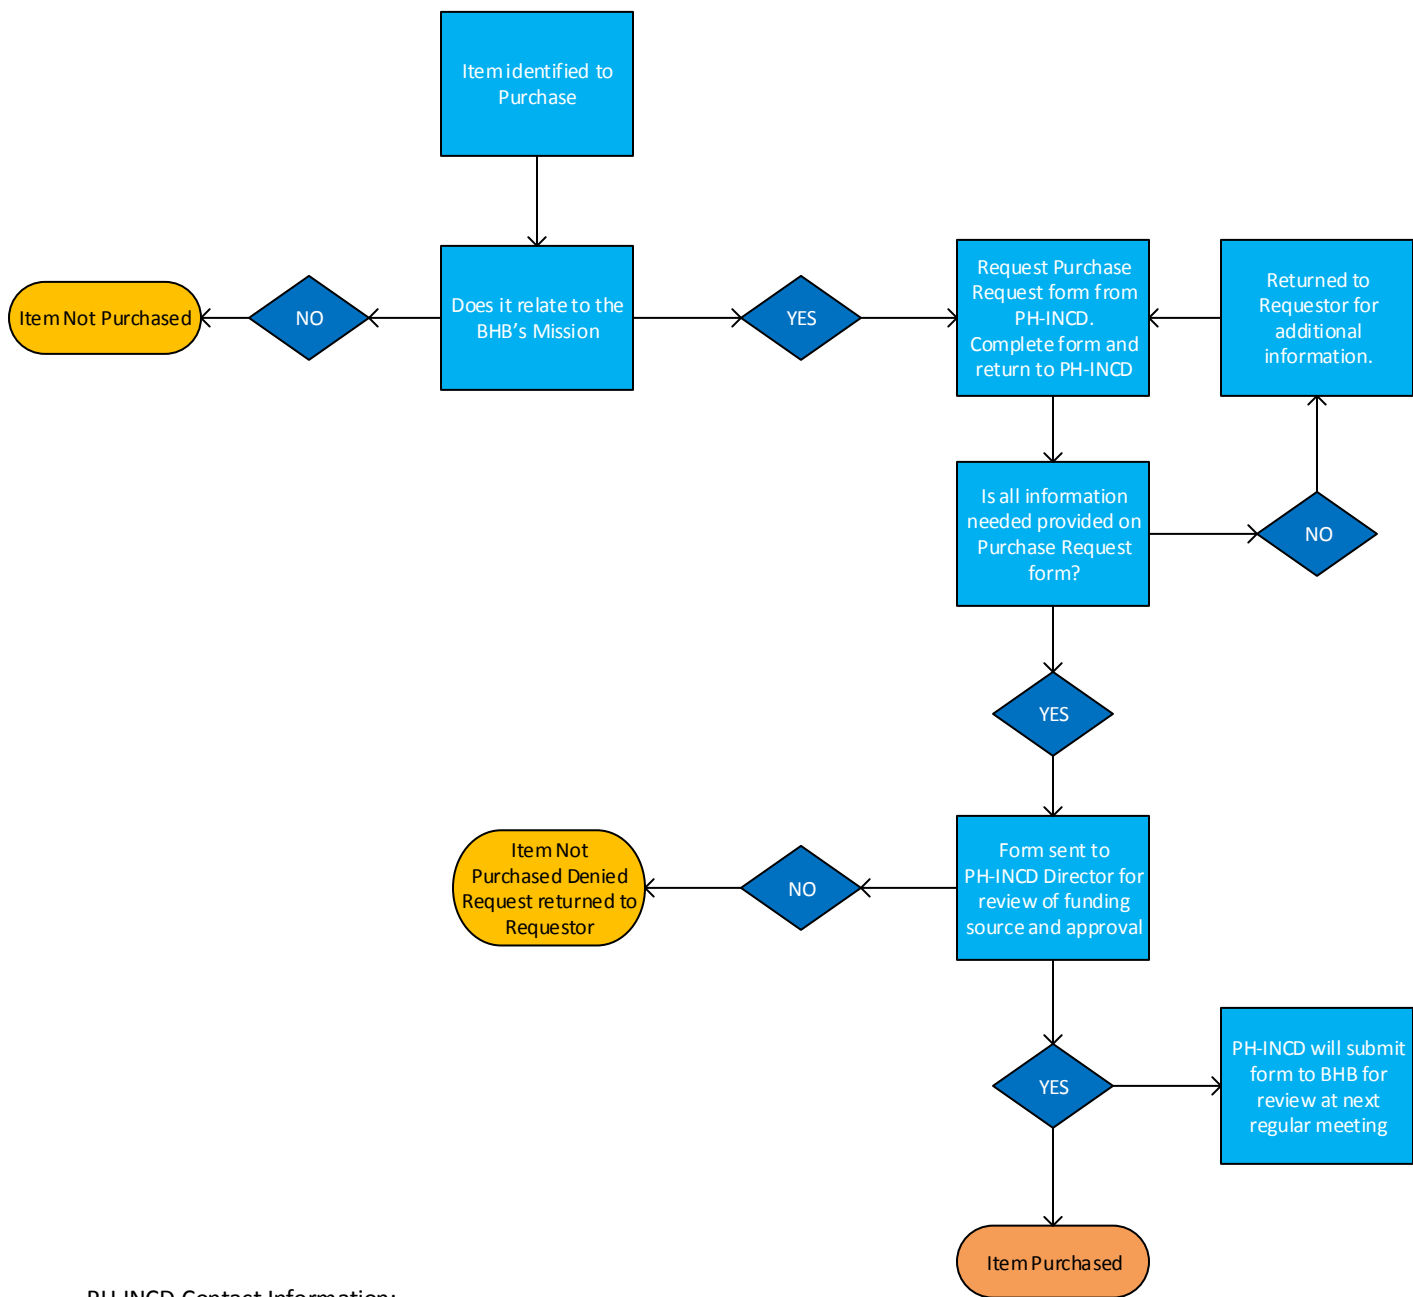 Item identified to
Purchase
Item Not Purchased
NO
Does it relate to the
BHB's Mission
YES
Request Purchase
Request form from
PH-INCD.
Complete form and
return to PH-INCD
Returned to
Requestor for
additional
information.
Is all information
needed provided on
Purchase Request
form?
NO
YES
Item Not
Purchased Denied
Request returned to
Requestor
NO
Form sent to
PH-INCD Director for
review of funding
source and approval
YES
PH-INCD will submit
form to BHB for
review at next
regular meeting
Item Purchased
PH-INCD Contact Information: